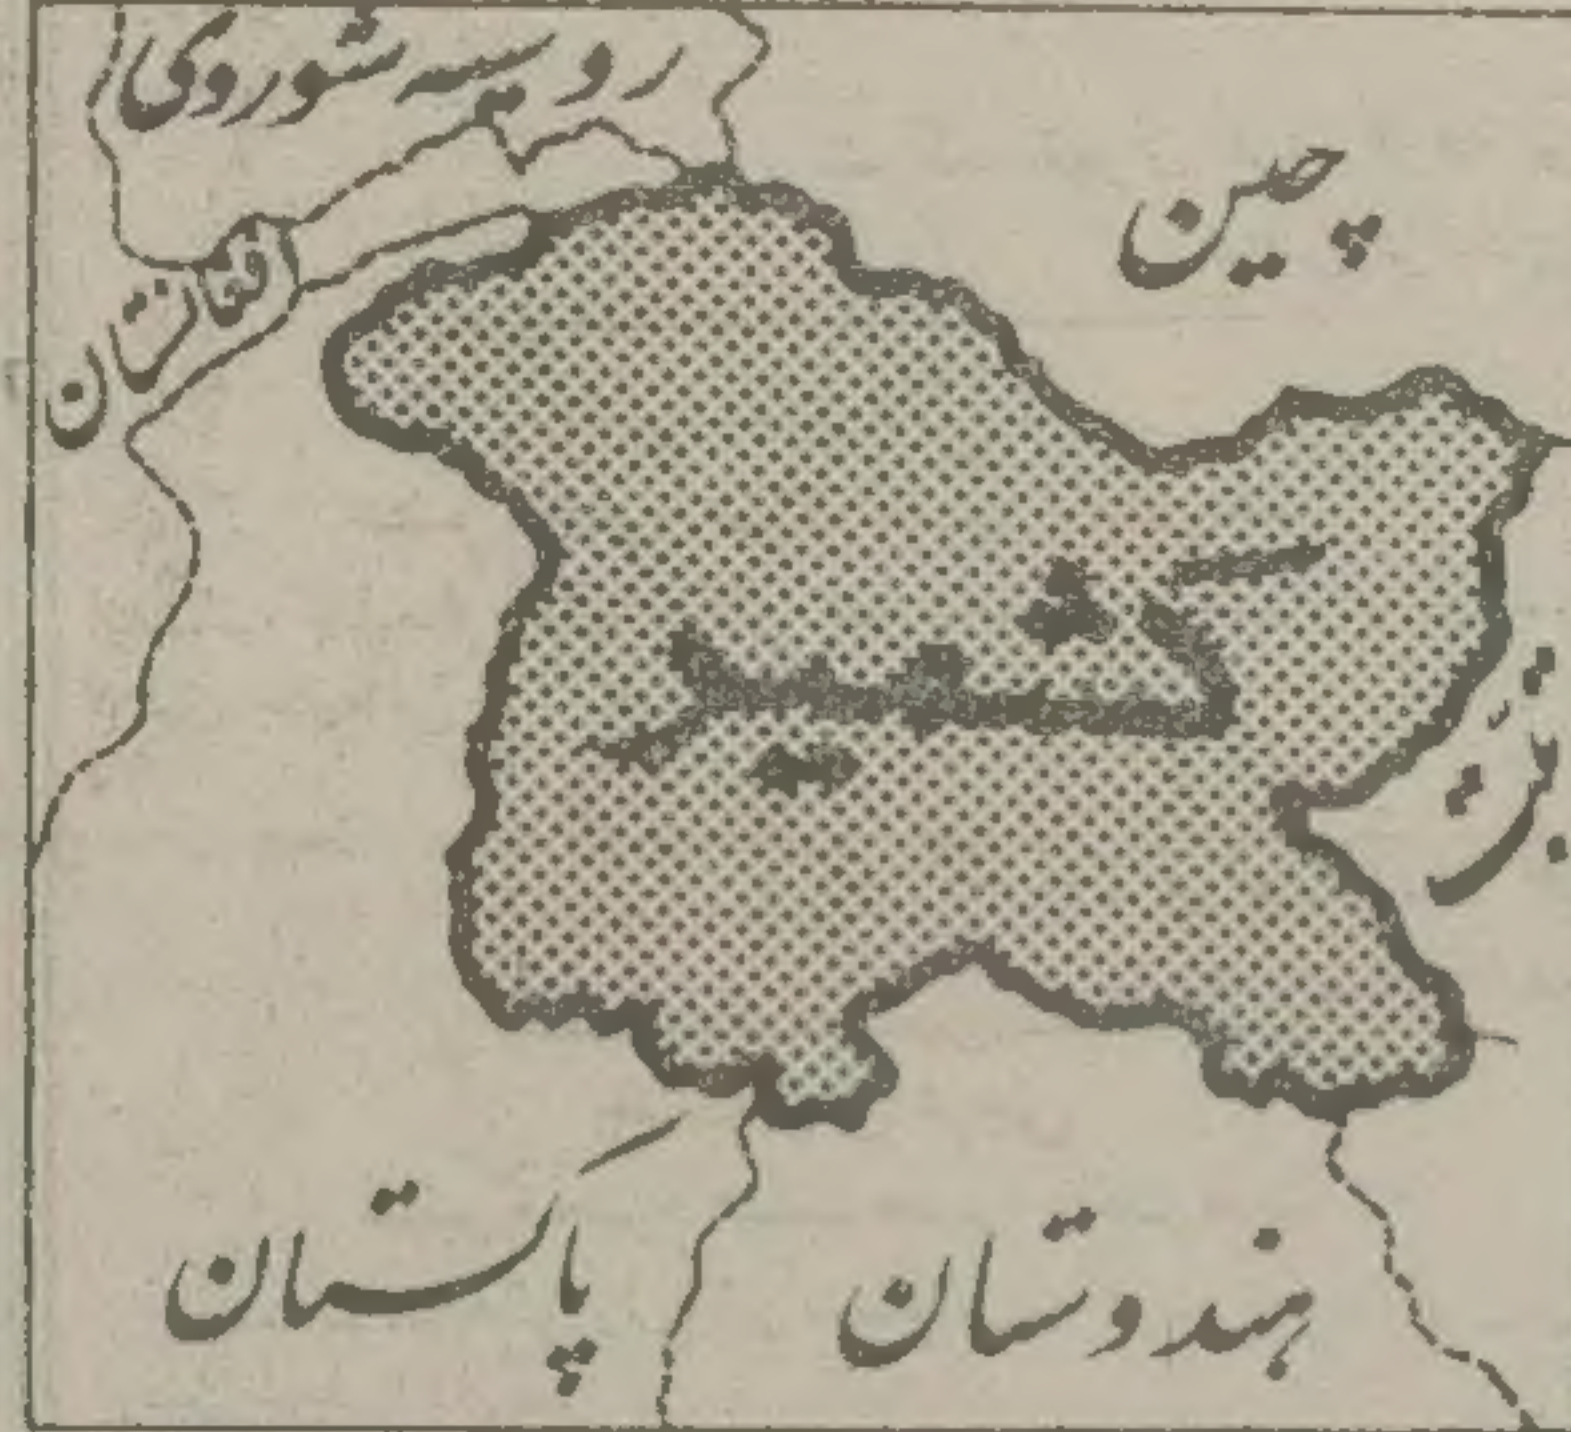 روسیه شوروی
چین
افغانستان
کشمیر
تبت
پاکستان
هندوستان